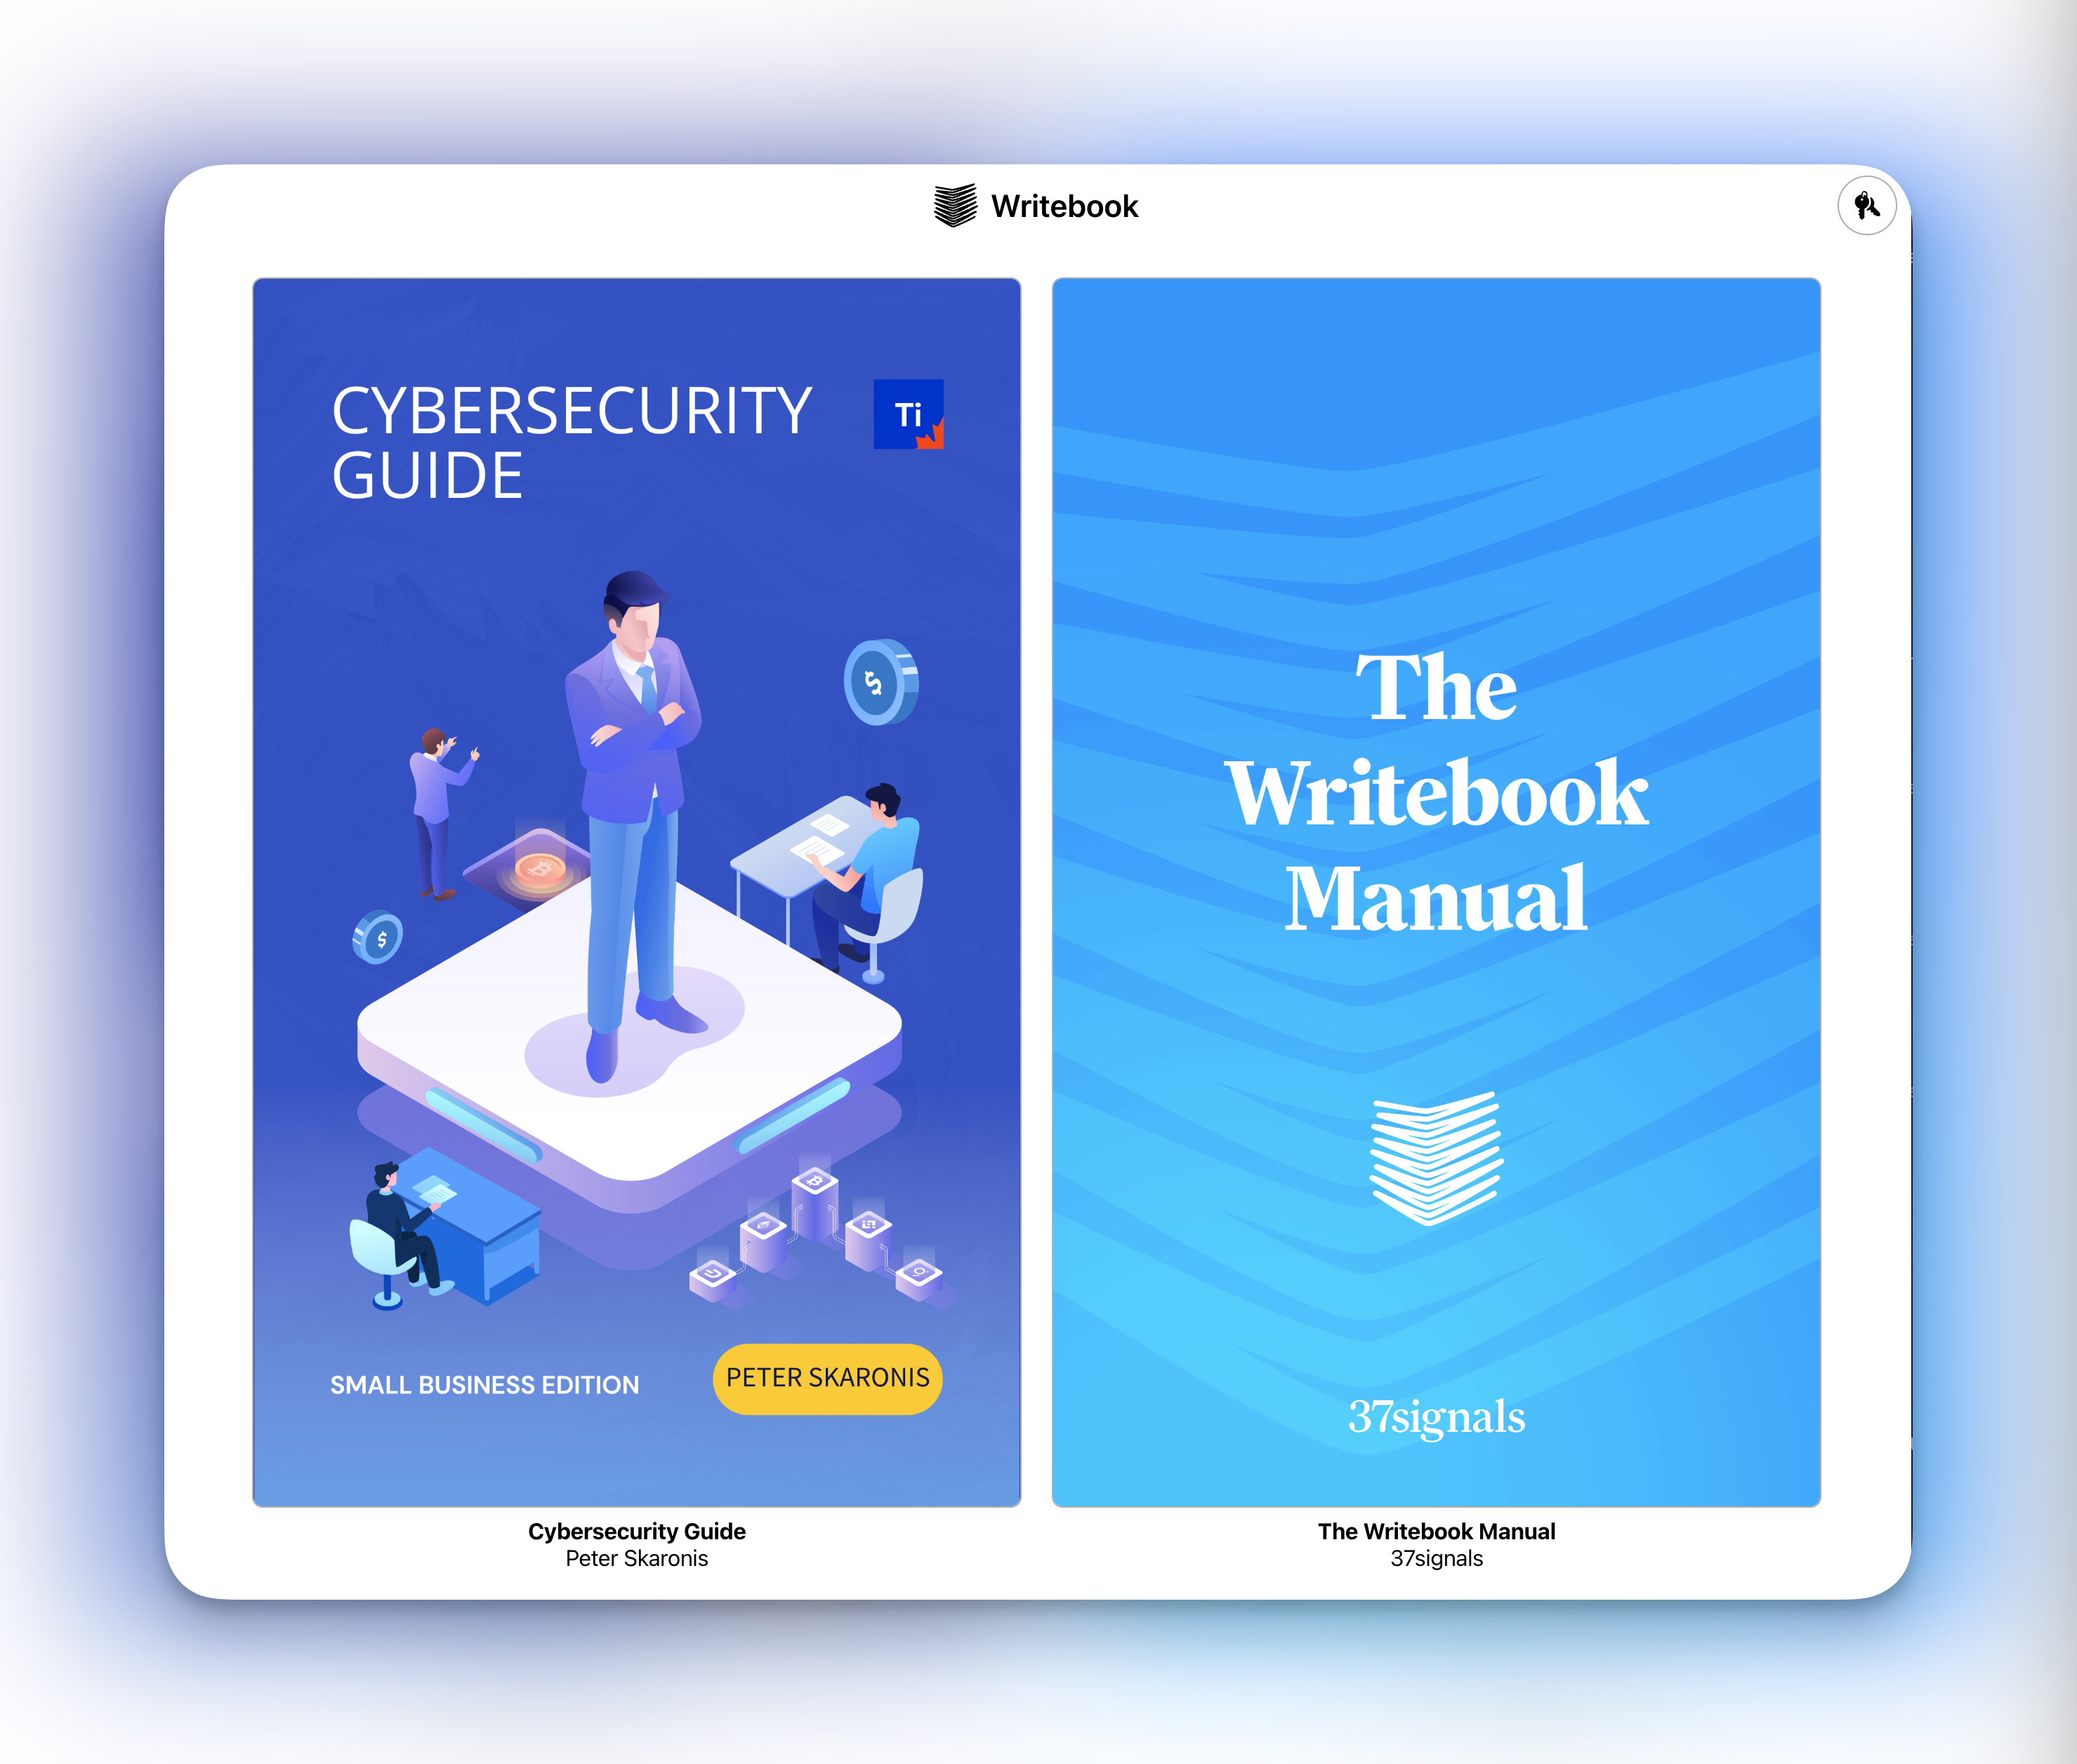 Writebook
CYBERSECURITY
GUIDE
Ti
SMALL BUSINESS EDITION
PETER SKARONIS
Cybersecurity Guide
Peter Skaronis
The
Writebook
Manual
37signals
The Writebook Manual
37signals